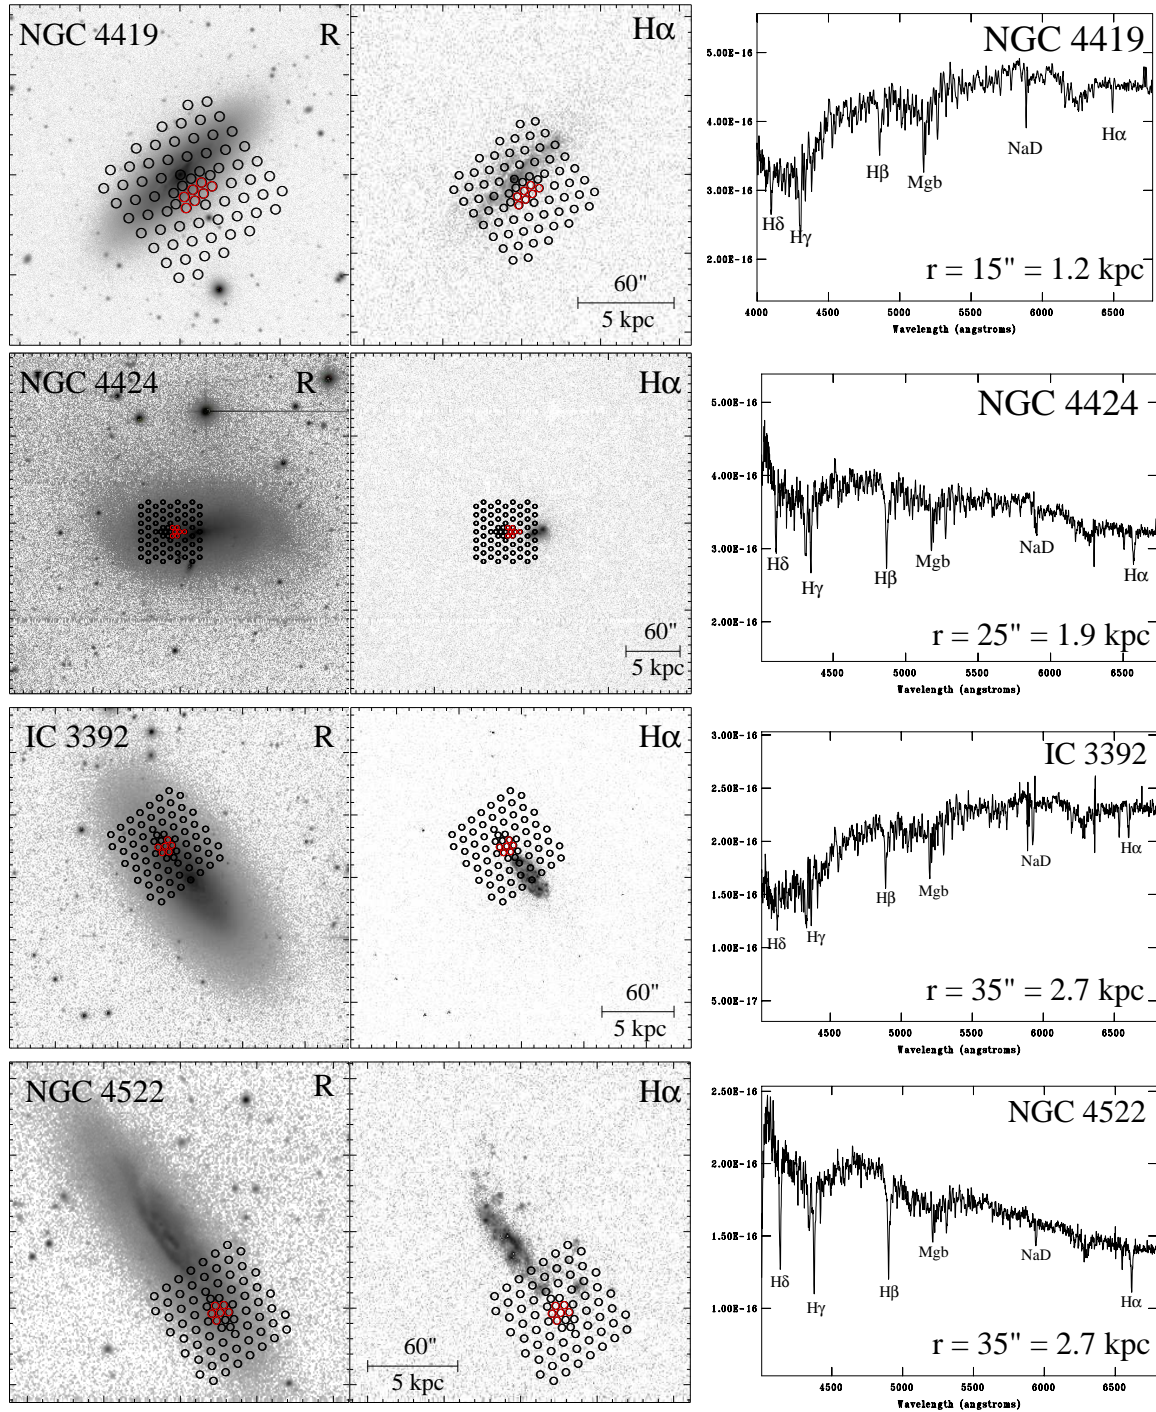 NGC 4419
R
Hα
60"
5 kpc
NGC 4419
5.00E-16
4.00E-16
3.00E-16
2.00E-16
Hδ
Hγ
Hβ
Mgb
NaD
Hα
r = 15" = 1.2 kpc
4000 4500 5000 5500 6000 6500
Wavelength (angstroms)
NGC 4424
R
Hα
60"
5 kpc
NGC 4424
5.00E-16
4.00E-16
3.00E-16
2.00E-16
Hδ
Hγ
Hβ
Mgb
NaD
Hα
r = 25" = 1.9 kpc
4500 5000 5500 6000 6500
Wavelength (angstroms)
IC 3392
R
Hα
60"
5 kpc
IC 3392
3.00E-16
2.50E-16
2.00E-16
1.50E-16
1.00E-16
5.00E-17
Hδ
Hγ
Hβ
Mgb
NaD
Hα
r = 35" = 2.7 kpc
4500 5000 5500 6000 6500
Wavelength (angstroms)
NGC 4522
R
Hα
60"
5 kpc
NGC 4522
2.50E-16
2.00E-16
1.50E-16
1.00E-16
Hδ
Hγ
Hβ
Mgb
NaD
Hα
r = 35" = 2.7 kpc
4500 5000 5500 6000 6500
Wavelength (angstroms)